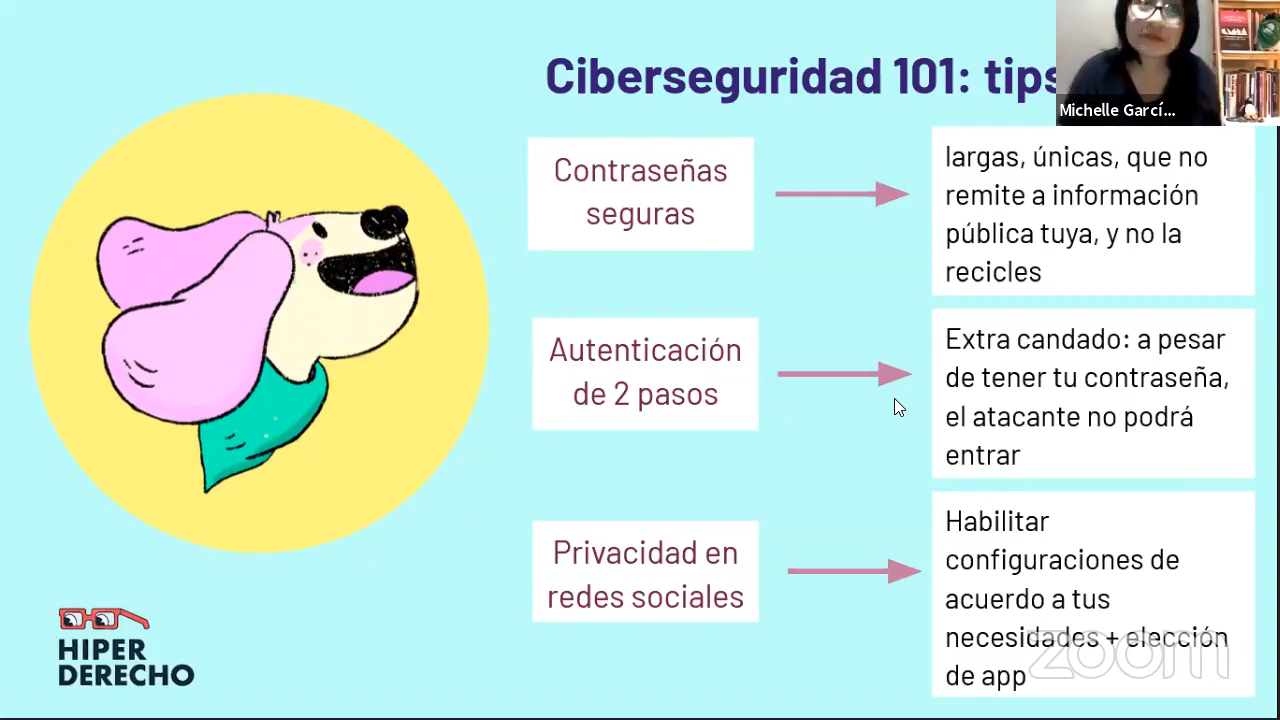 Ciberseguridad 101: tips
Michelle Garcí...
Contraseñas
seguras
largas, únicas, que no
remite a información
pública tuya, y no la
recicles
Autenticación
de 2 pasos
Extra candado: a pesar
de tener tu contraseña,
el atacante no podrá
entrar
Privacidad en
redes sociales
Habilitar
configuraciones de
acuerdo a tus
necesidades + elección
de app
zoom
HIPER
DERECHO